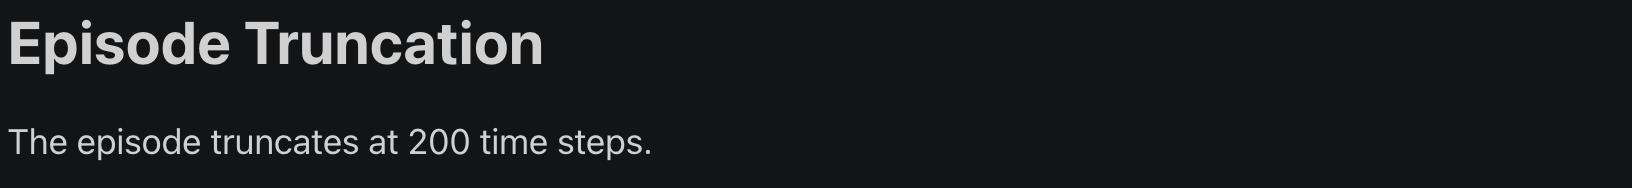 Episode Truncation
The episode truncates at 200 time steps.